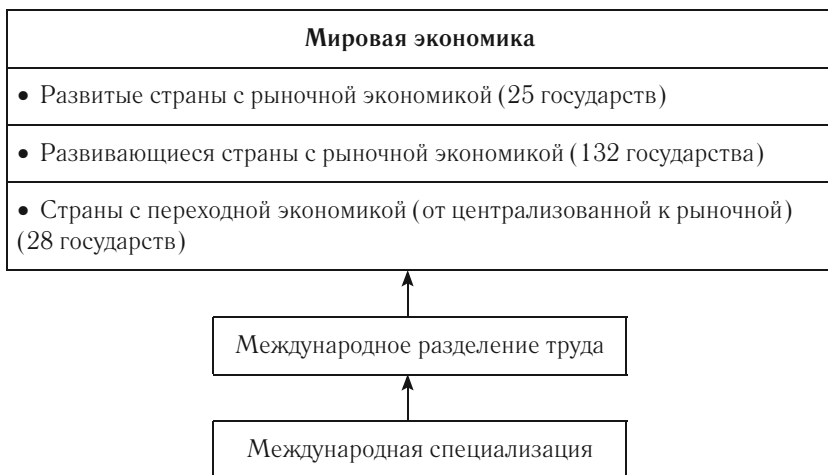 Мировая экономика
• Развитые страны с рыночной экономикой (25 государств)
• Развивающиеся страны с рыночной экономикой (132 государства)
• Страны с переходной экономикой (от централизованной к рыночной)
(28 государств)
Международное разделение труда
Международная специализация